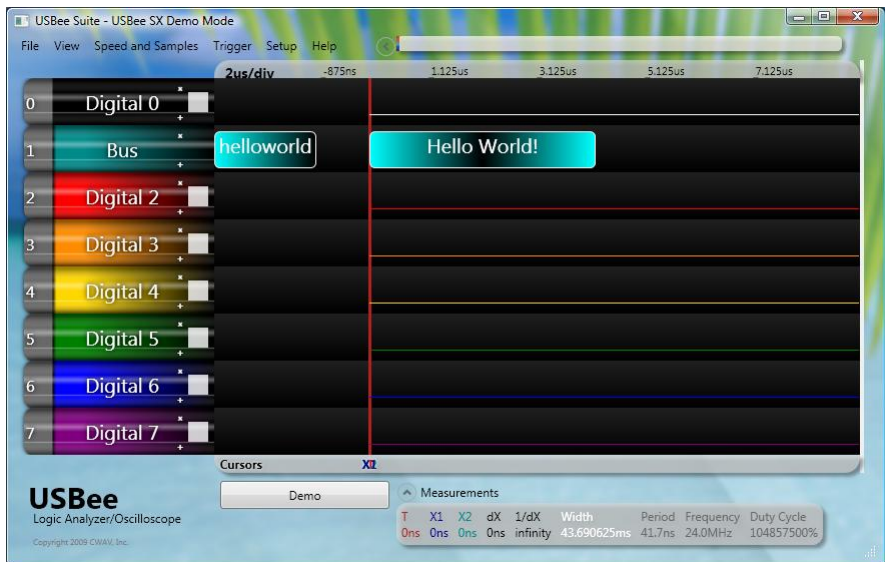 USBee Suite - USBee SX Demo Mode
File View Speed and Samples Trigger Setup Help
2us/div -875ns 1.125us 3.125us 5.125us 7.125us
0 Digital 0
1 Bus helloworld Hello World!
2 Digital 2
3 Digital 3
4 Digital 4
5 Digital 5
6 Digital 6
7 Digital 7
Cursors
USBee
Logic Analyzer/Oscilloscope
Copyright 2009 CWAV, Inc.
Demo
Measurements
T X1 X2 dX 1/dX Width Period Frequency Duty Cycle
0ns 0ns 0ns 0ns infinity 43.690625ms 41.7ns 24.0MHz 104857500%